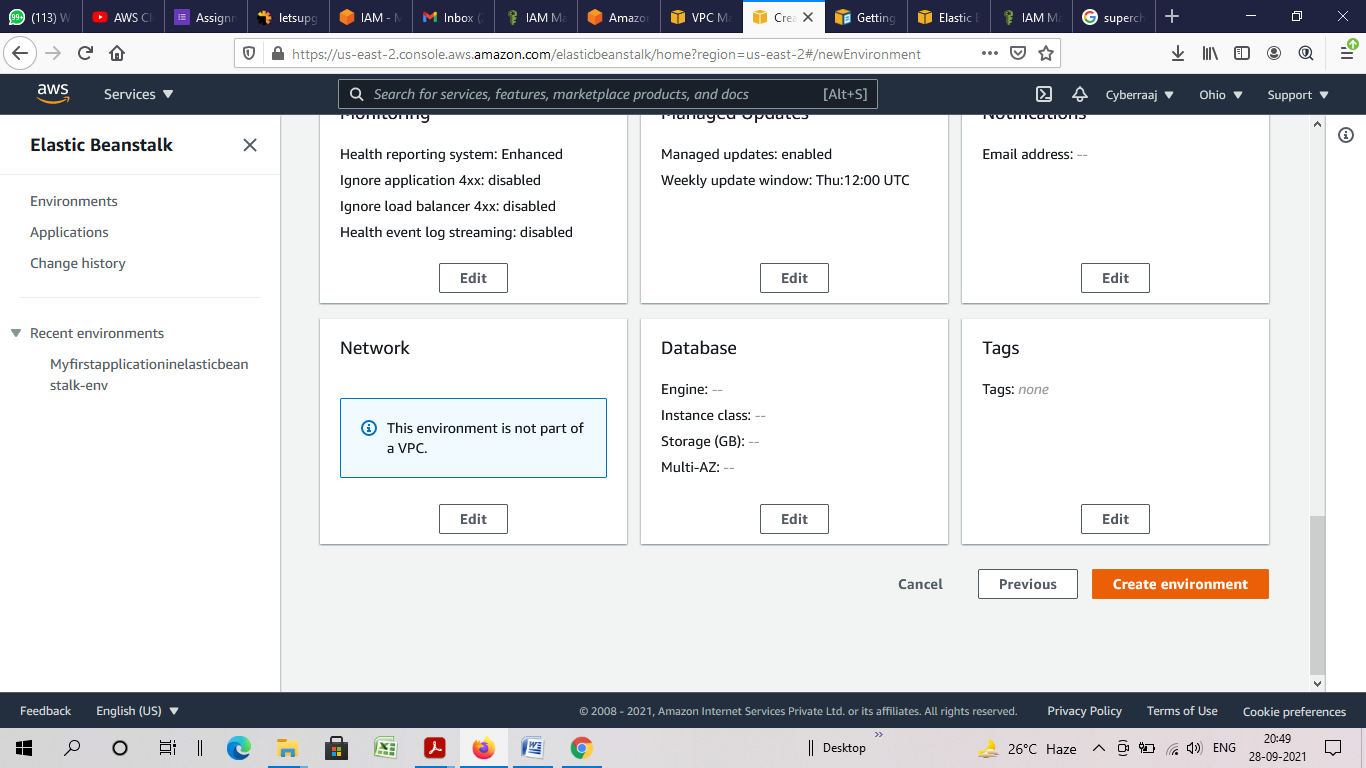 (113) W
AWS Cl
Assignm
letsupg
IAM - M
Inbox (2
IAM Ma
Amazon
VPC Ma
Crea
Getting
Elastic B
IAM Ma
superch
https://us-east-2.console.aws.amazon.com/elasticbeanstalk/home?region=us-east-2#/newEnvironment
aws
Services
Search for services, features, marketplace products, and docs
[Alt+S]
Cyberraaj
Ohio
Support
Elastic Beanstalk
Environments
Applications
Change history
Recent environments
Myfirstapplicationinelasticbean
stalk-env
Monitoring
Health reporting system: Enhanced
Ignore application 4xx: disabled
Ignore load balancer 4xx: disabled
Health event log streaming: disabled
Edit
Managed Updates
Managed updates: enabled
Weekly update window: Thu:12:00 UTC
Edit
Notifications
Email address: --
Edit
Network
This environment is not part of
a VPC.
Edit
Database
Engine: --
Instance class: --
Storage (GB): --
Multi-AZ: --
Edit
Tags
Tags: none
Edit
Cancel
Previous
Create environment
Feedback
English (US)
© 2008 - 2021, Amazon Internet Services Private Ltd. or its affiliates. All rights reserved.
Privacy Policy
Terms of Use
Cookie preferences
Desktop
26°C Haze
ENG
20:49
28-09-2021